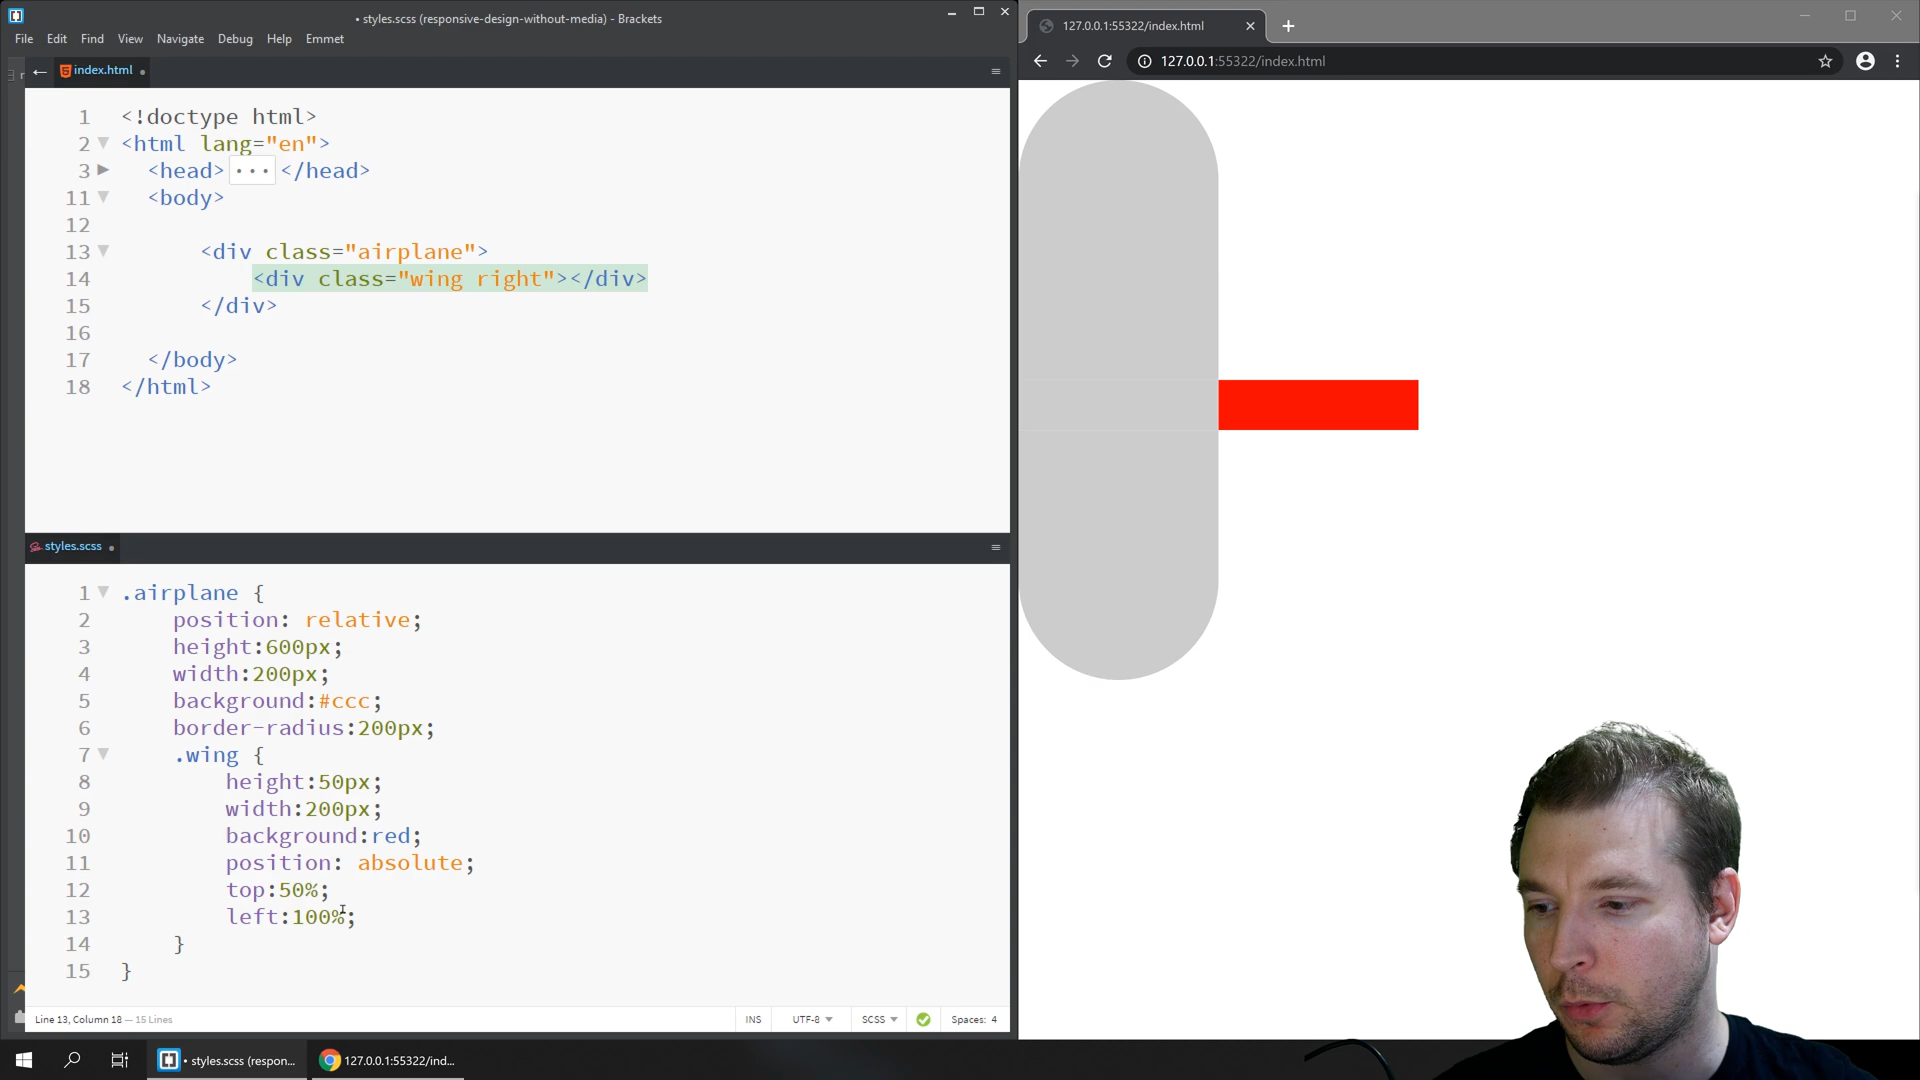 • styles.scss (responsive-design-without-media) - Brackets
File Edit Find View Navigate Debug Help Emmet
index.html
1 <!doctype html>
2 <html lang="en">
3 <head> ... </head>
11 <body>
12
13 <div class="airplane">
14 <div class="wing right"></div>
15 </div>
16
17 </body>
18 </html>
styles.scss
1 .airplane {
2 position: relative;
3 height:600px;
4 width:200px;
5 background:#ccc;
6 border-radius:200px;
7 .wing {
8 height:50px;
9 width:200px;
10 background:red;
11 position: absolute;
12 top:50%;
13 left:100%;
14 }
15 }
Line 13, Column 18 — 15 Lines
INS UTF-8 SCSS Spaces: 4
127.0.0.1:55322/index.html
127.0.0.1:55322/index.html
• styles.scss (respon...
127.0.0.1:55322/ind...